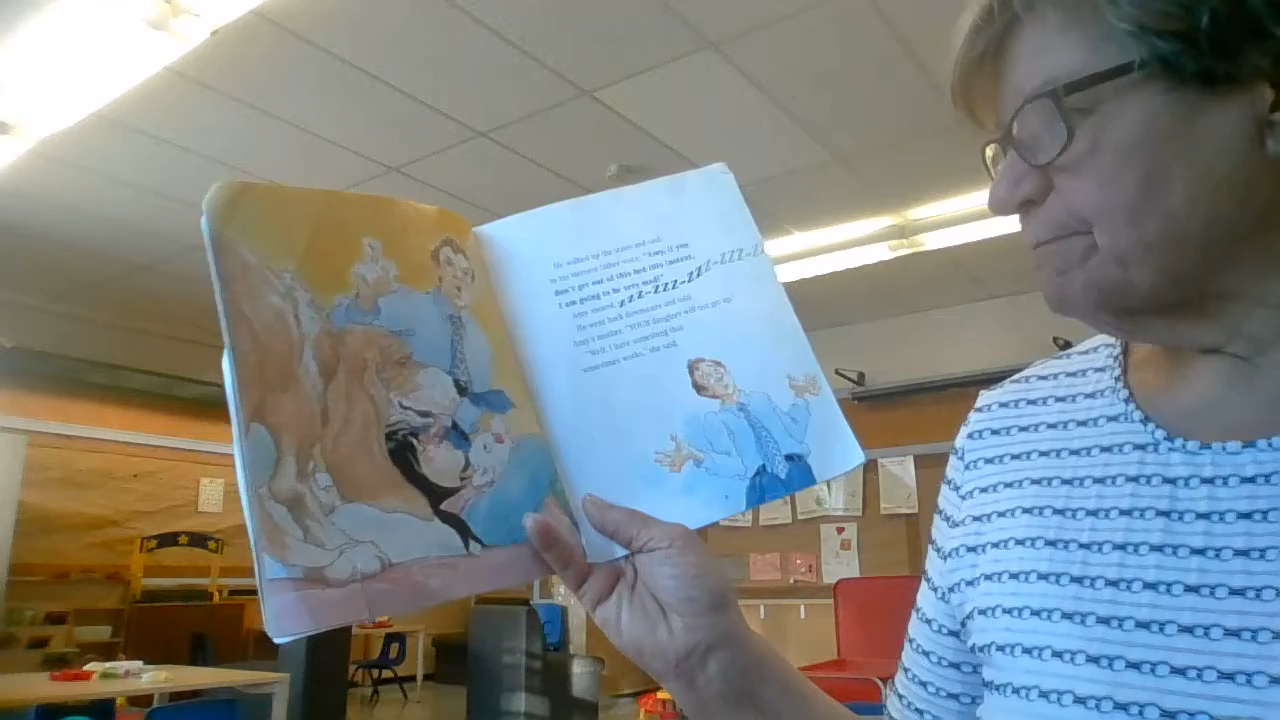 He walked up the stairs and said,
in his sternest father voice, "Amy, if you
don't get out of this bed this instant,
I am going to be very mad!"
Amy snored, zzz-zzz-zzz-zzz-zz
He went back downstairs and told
Amy's mother, "YOUR daughter will not get up!"
"Well, I have something that
sometimes works," she said.